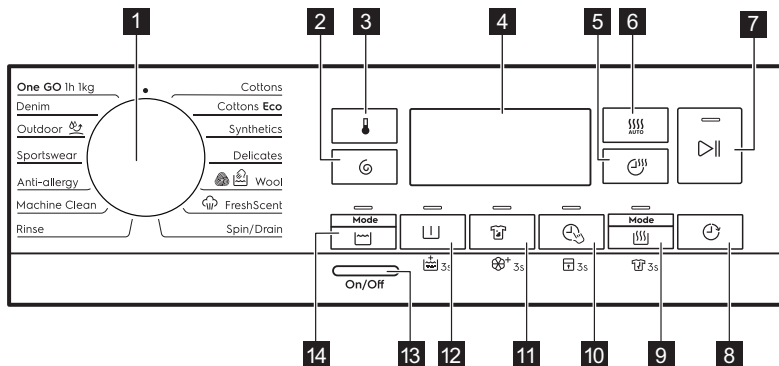 1
2
3
4
5
6
7
One GO 1h 1kg
Denim
Outdoor
Sportswear
Anti-allergy
Machine Clean
Rinse
Cottons
Cottons Eco
Synthetics
Delicates
Wool
FreshScent
Spin/Drain
AUTO
Mode
Mode
3s
3s
3s
3s
On/Off
14
13
12
11
10
9
8